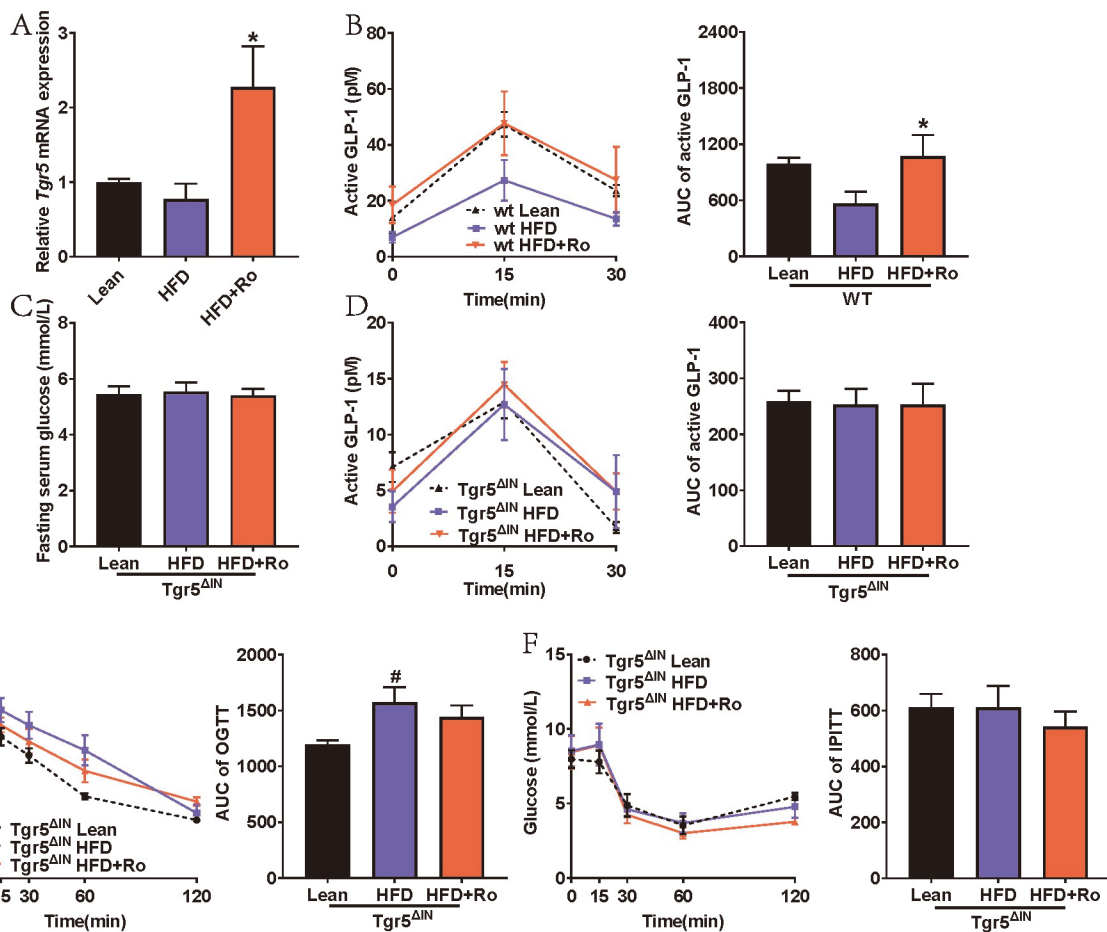 A
Relative Tgr5 mRNA expression
3
2
1
0
*
Lean
HFD
HFD+Ro
B
Active GLP-1 (pM)
80
60
40
20
0
wt Lean
wt HFD
wt HFD+Ro
0
15
30
Time(min)
AUC of active GLP-1
2400
1800
1200
600
0
*
Lean
HFD
HFD+Ro
WT
C
Fasting serum glucose (mmol/L)
8
6
4
2
0
Lean
HFD
HFD+Ro
Tgr5ΔIN
D
Active GLP-1 (pM)
20
15
10
5
0
Tgr5ΔIN Lean
Tgr5ΔIN HFD
Tgr5ΔIN HFD+Ro
0
15
30
Time(min)
AUC of active GLP-1
400
300
200
100
0
Lean
HFD
HFD+Ro
Tgr5ΔIN
Tgr5ΔIN Lean
Tgr5ΔIN HFD
Tgr5ΔIN HFD+Ro
5
30
60
120
Time(min)
AUC of OGTT
2000
1500
1000
500
0
#
Lean
HFD
HFD+Ro
Tgr5ΔIN
F
Glucose (mmol/L)
15
10
5
0
Tgr5ΔIN Lean
Tgr5ΔIN HFD
Tgr5ΔIN HFD+Ro
0
15
30
60
120
Time(min)
AUC of IPITT
800
600
400
200
0
Lean
HFD
HFD+Ro
Tgr5ΔIN